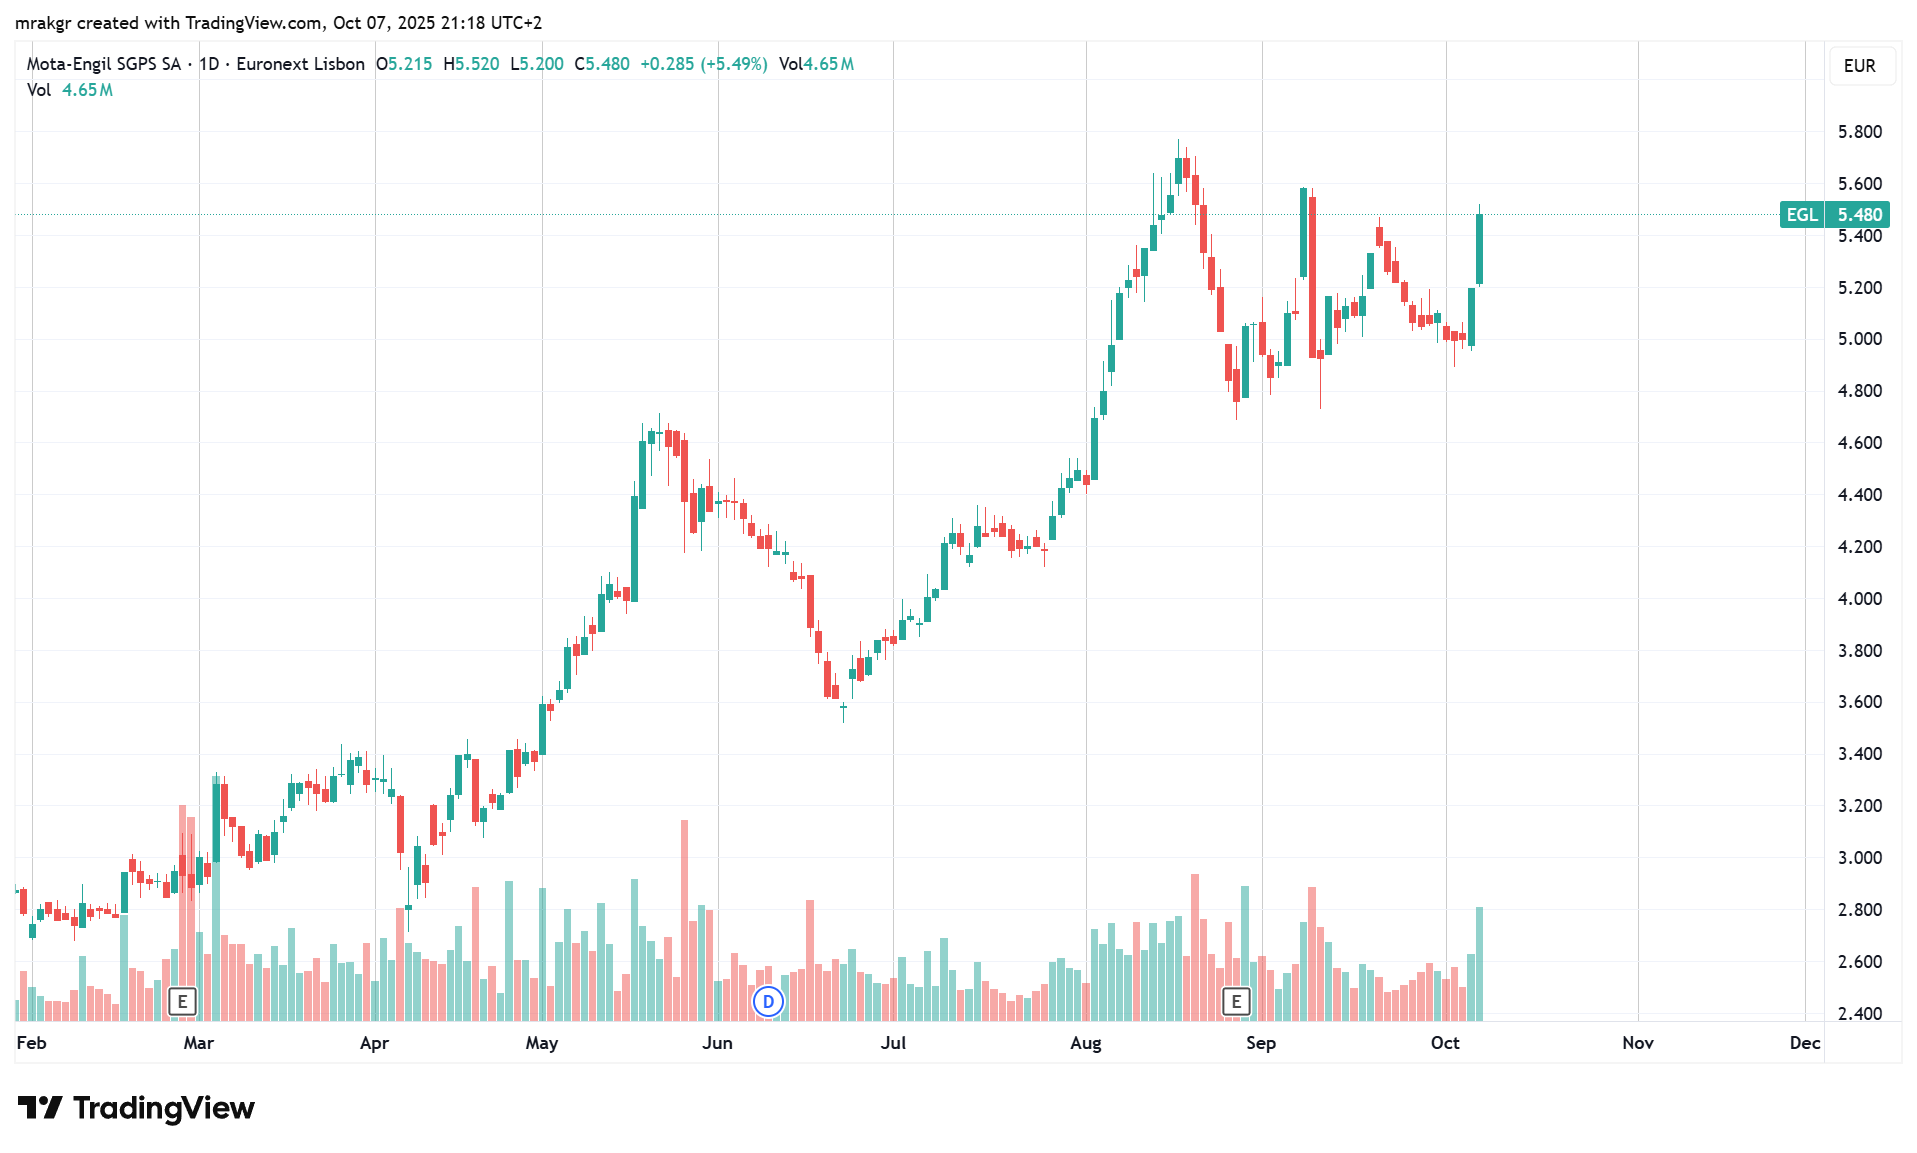 mrakgr created with TradingView.com, Oct 07, 2025 21:18 UTC+2
Mota-Engil SGPS SA · 1D · Euronext Lisbon O5.215 H5.520 L5.200 C5.480 +0.285 (+5.49%) Vol4.65M
Vol 4.65M
EUR
5.800
5.600
EGL 5.480
5.400
5.200
5.000
4.800
4.600
4.400
4.200
4.000
3.800
3.600
3.400
3.200
3.000
2.800
2.600
2.400
E D E
Feb Mar Apr May Jun Jul Aug Sep Oct Nov Dec
TradingView